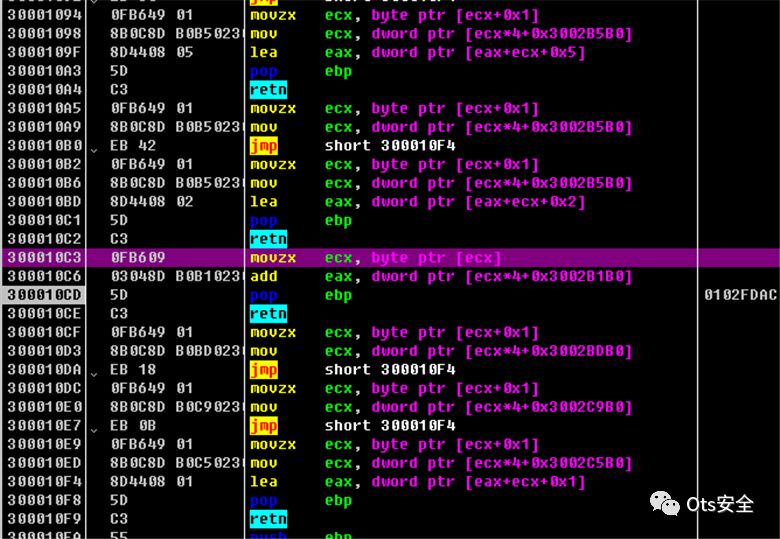 jmp
30001094 0FB649 01 movzx ecx, byte ptr [ecx+0x1]
30001098 8B0C8D B0B5023 mov ecx, dword ptr [ecx*4+0x3002B5B0]
3000109F 8D4408 05 lea eax, [eax+ecx+0x5]
300010A3 5D pop ebp
300010A4 C3 retn
300010A5 0FB649 01 movzx ecx, byte ptr [ecx+0x1]
300010A9 8B0C8D B0B5023 mov ecx, dword ptr [ecx*4+0x3002B5B0]
300010B0 EB 42 jmp short 300010F4
300010B2 0FB649 01 movzx ecx, byte ptr [ecx+0x1]
300010B6 8B0C8D B0B5023 mov ecx, dword ptr [ecx*4+0x3002B5B0]
300010BD 8D4408 02 lea eax, [eax+ecx+0x2]
300010C1 5D pop ebp
300010C2 C3 retn
300010C3 0FB609 movzx ecx, byte ptr [ecx]
300010C6 03048D B0B1023 add eax, dword ptr [ecx*4+0x3002B1B0]
300010CD 5D pop ebp 0102FDAC
300010CE C3 retn
300010CF 0FB649 01 movzx ecx, byte ptr [ecx+0x1]
300010D3 8B0C8D B0BD023 mov ecx, dword ptr [ecx*4+0x3002BDB0]
300010DA EB 18 jmp short 300010F4
300010DC 0FB649 01 movzx ecx, byte ptr [ecx+0x1]
300010E0 8B0C8D B0C9023 mov ecx, dword ptr [ecx*4+0x3002C9B0]
300010E7 EB 0B jmp short 300010F4
300010E9 0FB649 01 movzx ecx, byte ptr [ecx+0x1]
300010ED 8B0C8D B0C5023 mov ecx, dword ptr [ecx*4+0x3002C5B0]
300010F4 8D4408 01 lea eax, [eax+ecx+0x1]
300010F8 5D pop ebp
300010F9 C3 retn
300010FA 55 push ebp
Ots安全